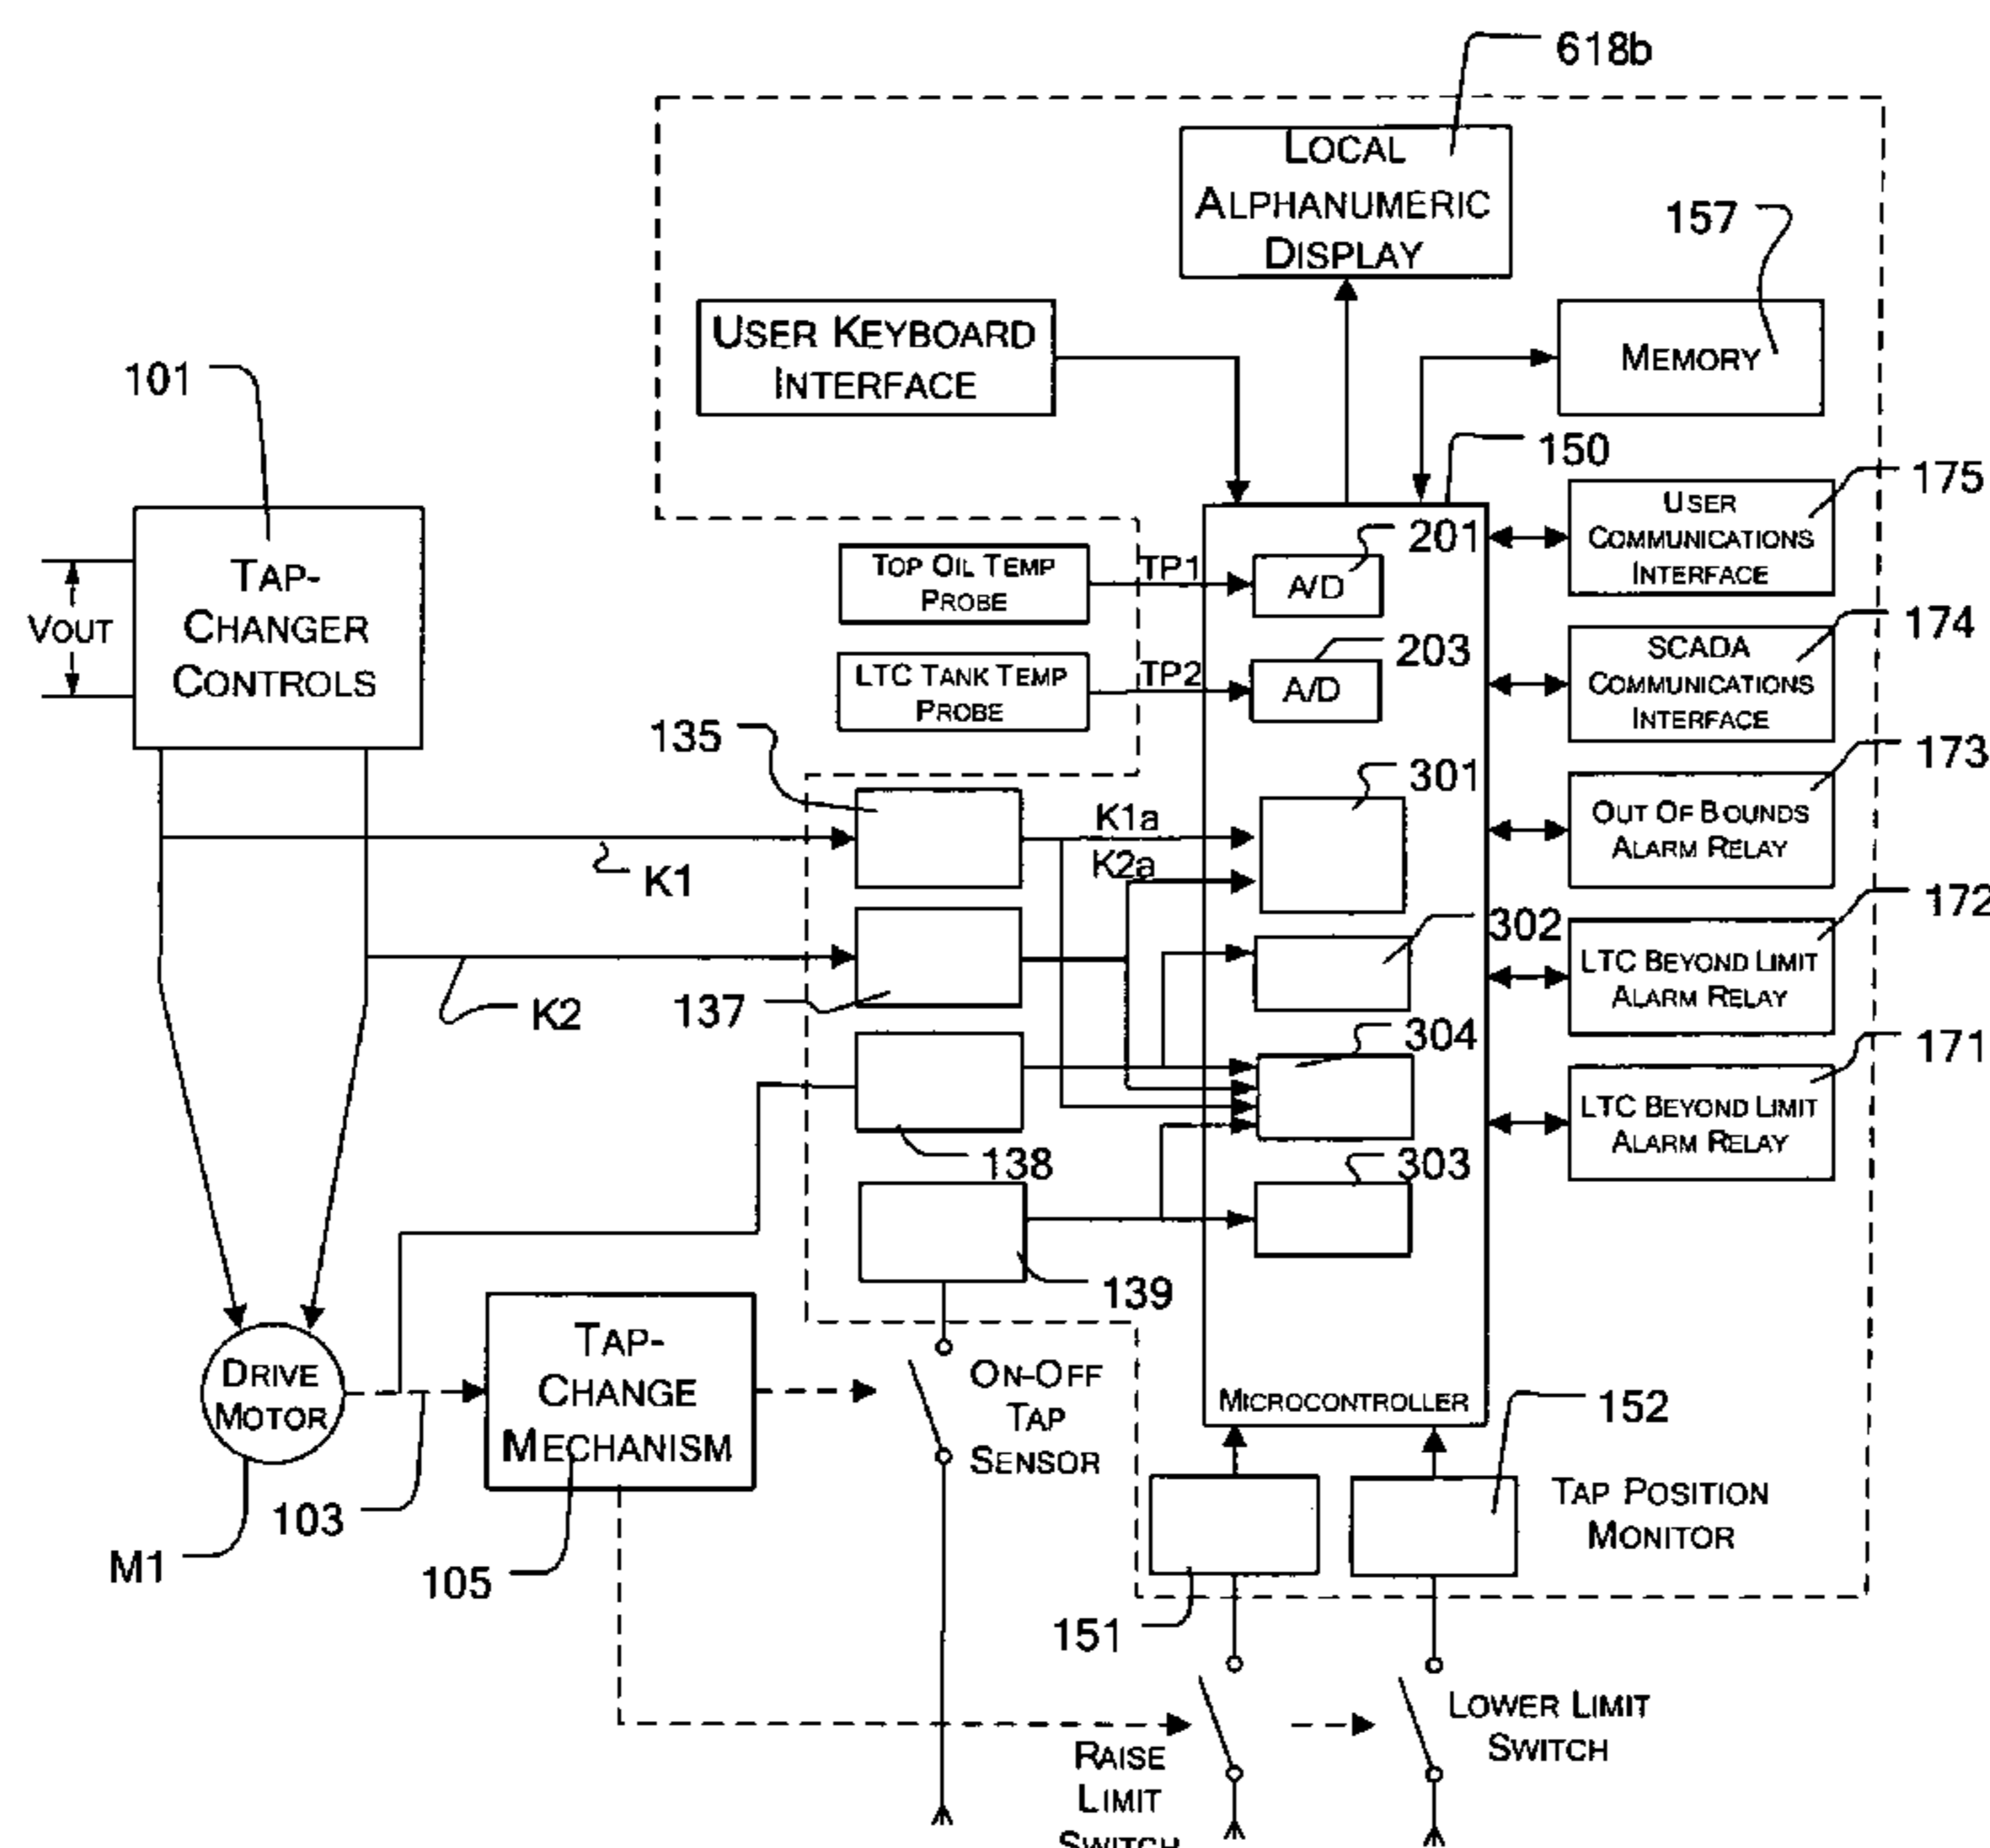 618b
LOCAL
ALPHANUMERIC
DISPLAY
157
USER KEYBOARD
INTERFACE
MEMORY
101
150
175
USER
COMMUNICATIONS
INTERFACE
TAP-
CHANGER
CONTROLS
VOUT
TOP OIL TEMP
PROBE
TP1
201
A/D
LTC TANK TEMP
PROBE
TP2
203
A/D
174
SCADA
COMMUNICATIONS
INTERFACE
135
173
OUT OF BOUNDS
ALARM RELAY
K1
K1a
K2a
301
172
LTC BEYOND LIMIT
ALARM RELAY
K2
137
302
304
171
LTC BEYOND LIMIT
ALARM RELAY
138
303
139
DRIVE
MOTOR
TAP-
CHANGE
MECHANISM
ON-OFF
TAP
SENSOR
MICROCONTROLLER
152
M1
103
105
TAP POSITION
MONITOR
151
RAISE
LIMIT
SWITCH
LOWER LIMIT
SWITCH